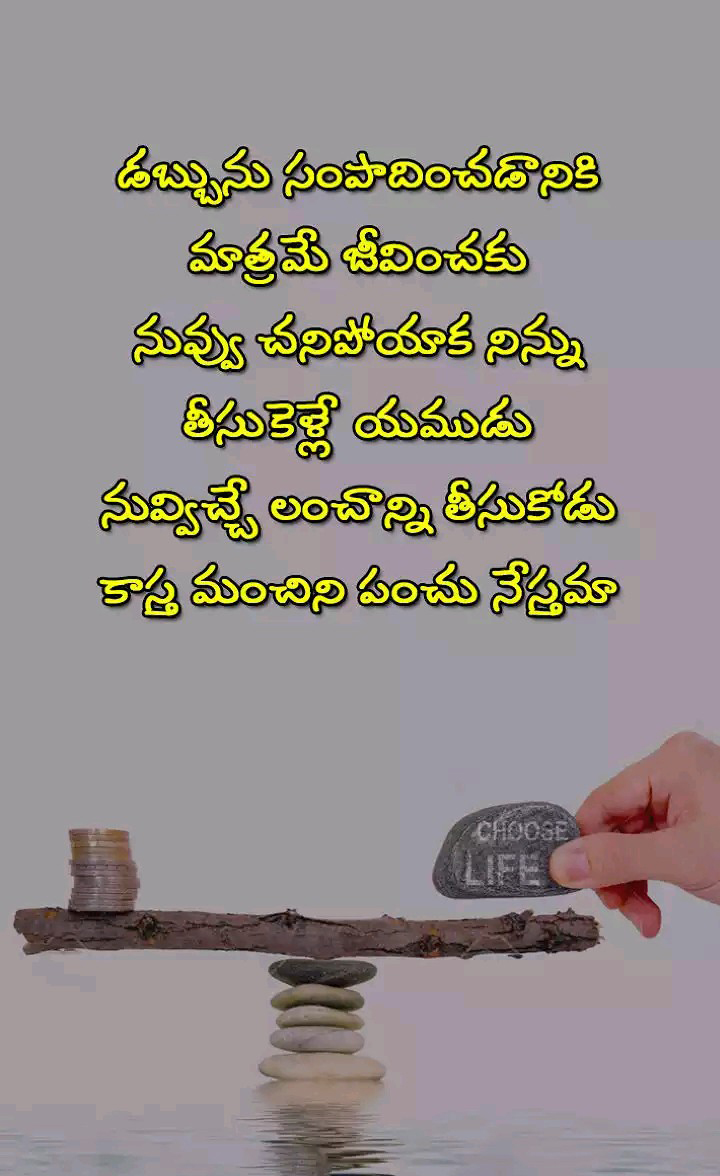 డబ్బును సంపాదించడానికి
మాత్రమే జీవించకు
నువ్వు చనిపోయాక నిన్ను
తీసుకెళ్లే యముడు
నువ్విచ్చే లంచాన్ని తీసుకోడు
కాస్త మంచిని పంచు నేస్తమా
CHOOSE
LIFE